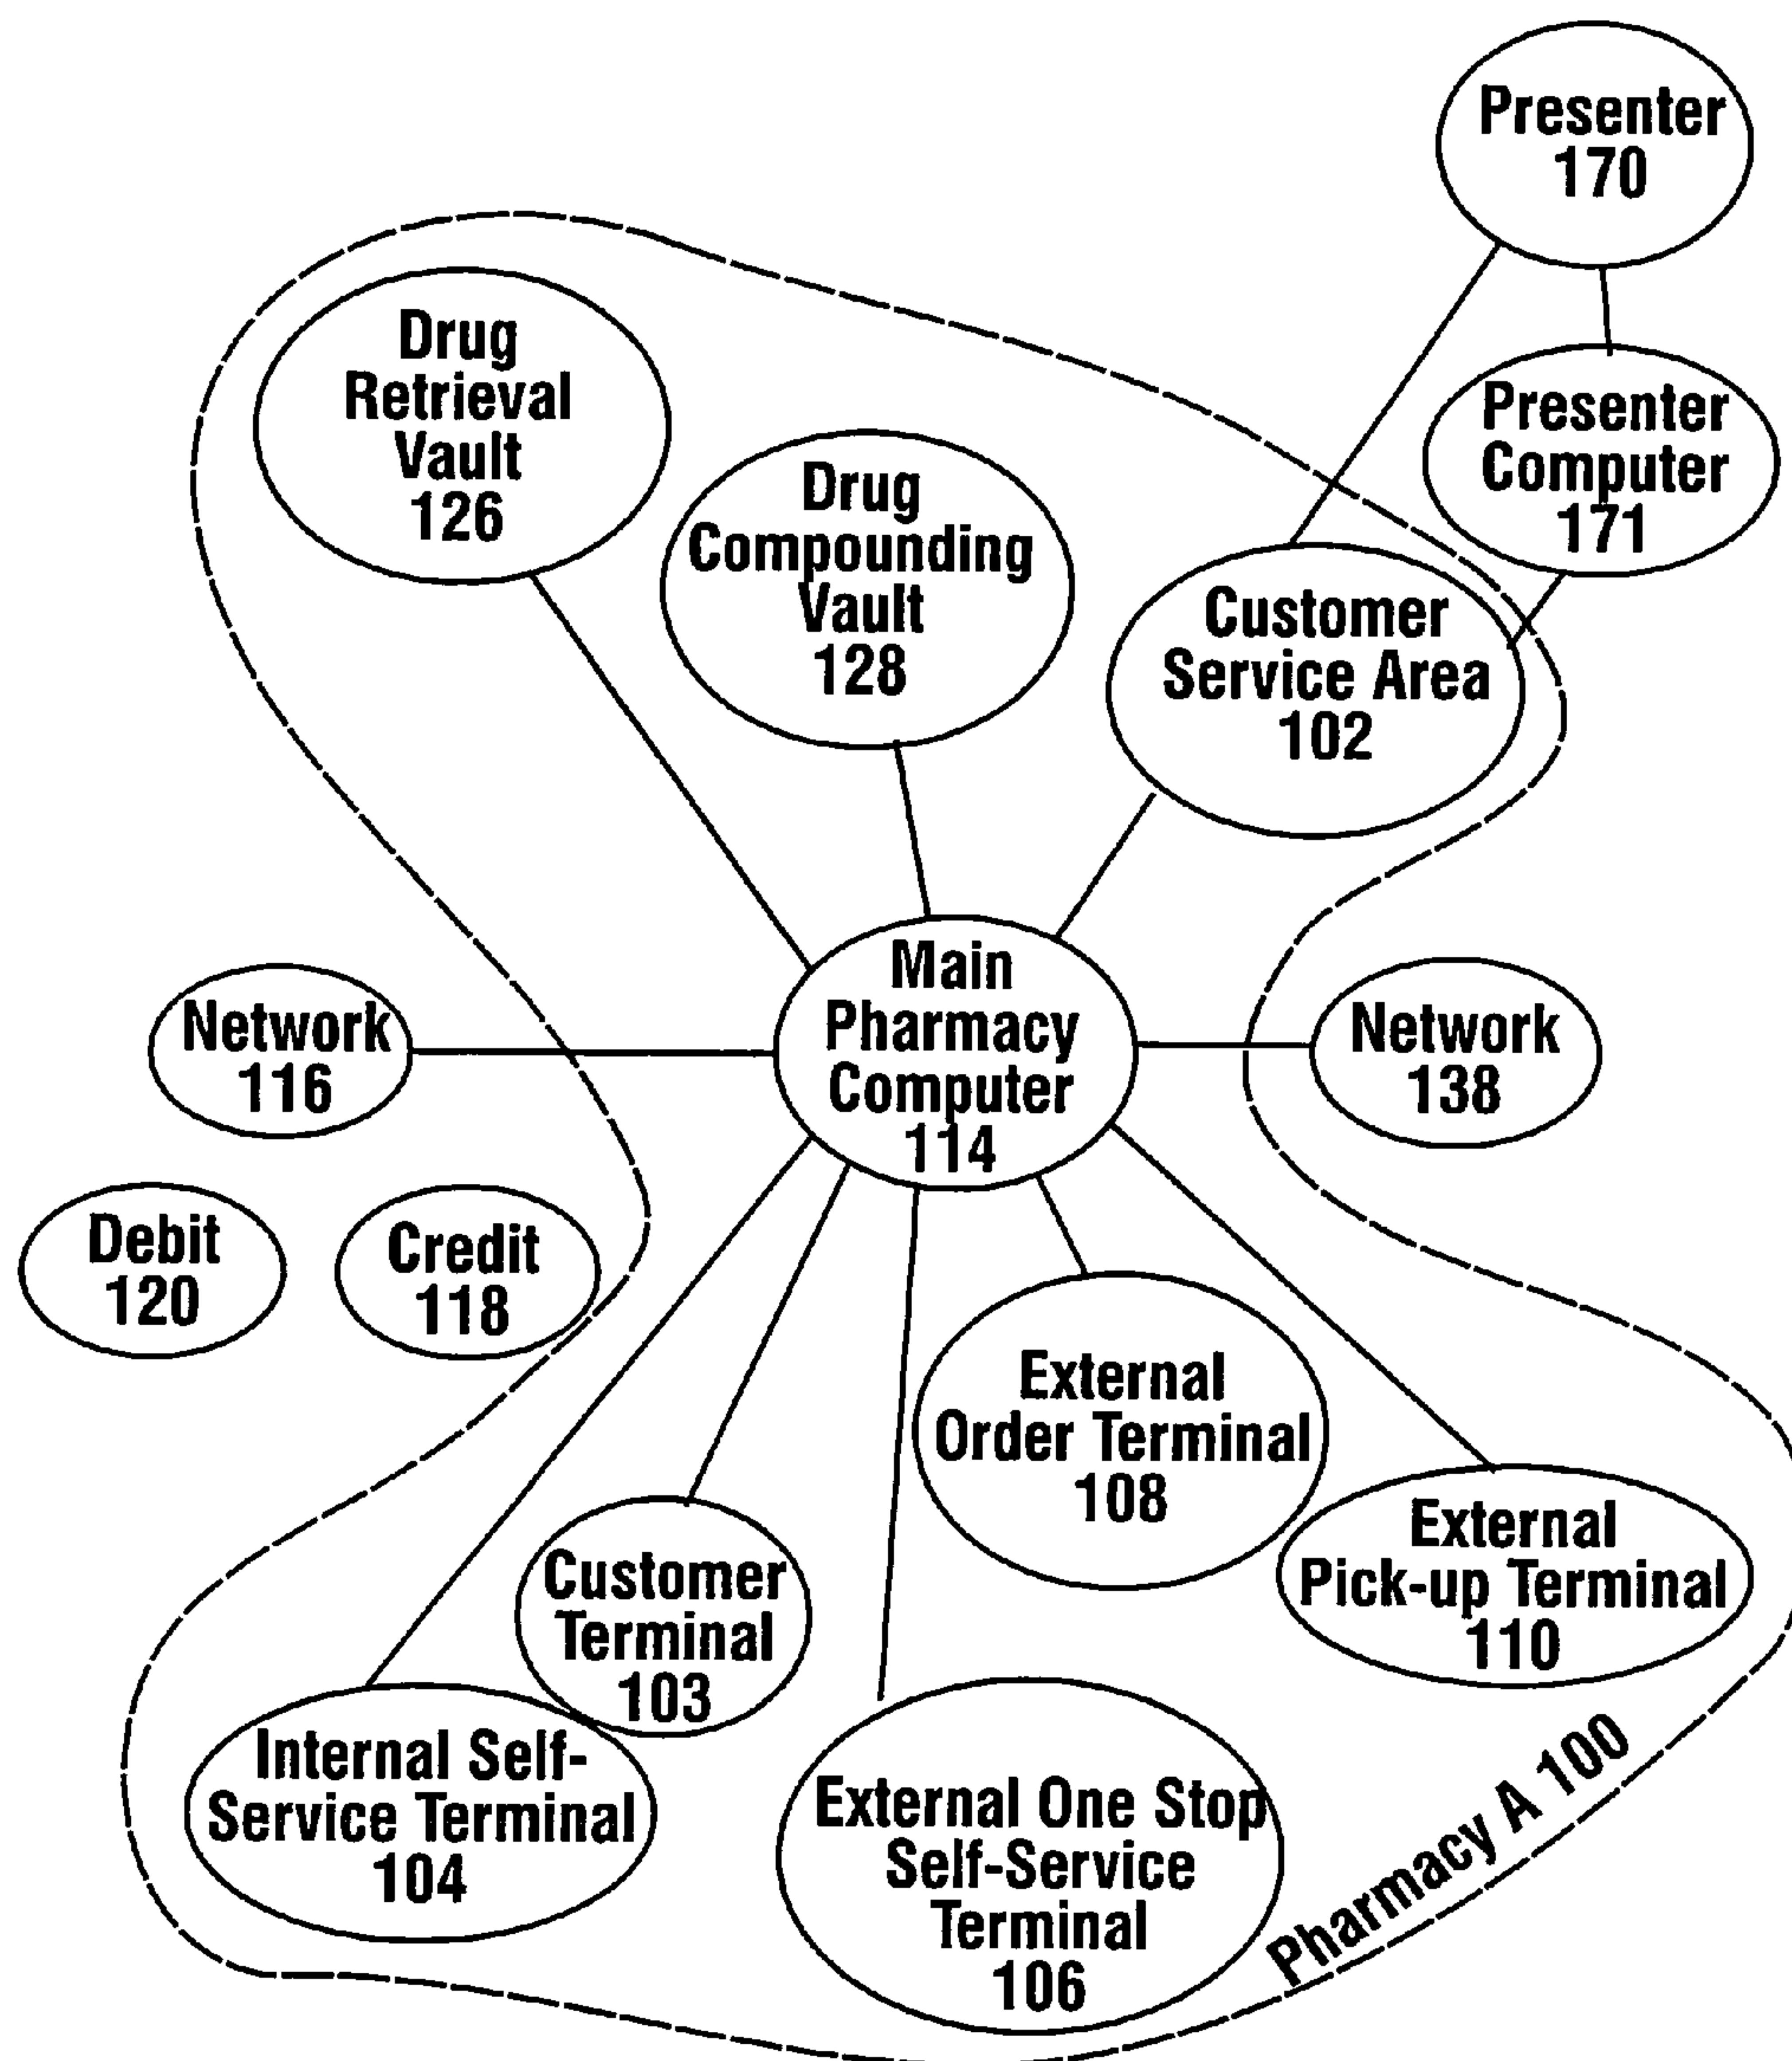 Presenter
170
Drug
Retrieval
Vault
126
Presenter
Computer
171
Drug
Compounding
Vault
128
Customer
Service Area
102
Main
Pharmacy
Computer
114
Network
116
Network
138
Debit
120
Credit
118
External
Order Terminal
108
External
Pick-up Terminal
110
Customer
Terminal
103
Internal Self-
Service Terminal
104
External One Stop
Self-Service
Terminal
106
Pharmacy A 100